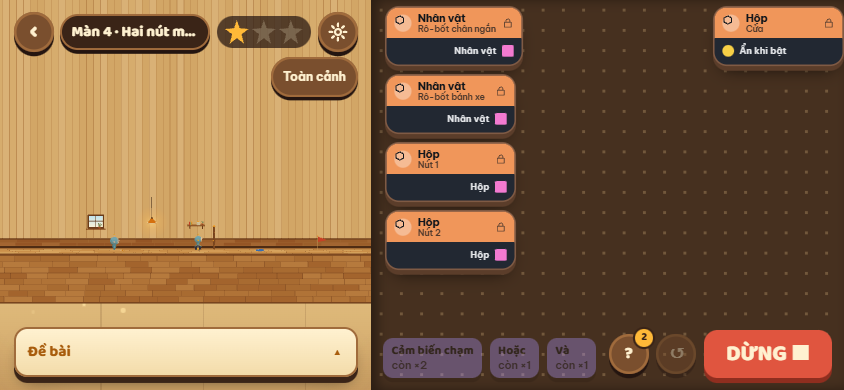 Màn 4 · Hai nút m...
Toàn cảnh
Đề bài
Nhân vật
Rô-bốt chân ngắn
Nhân vật
Nhân vật
Rô-bốt bánh xe
Nhân vật
Hộp
Nút 1
Hộp
Hộp
Nút 2
Hộp
Hộp
Cửa
Ẩn khi bật
Cảm biến chạm
còn ×2
Hoặc
còn ×1
Và
còn ×1
?
2
DỪNG